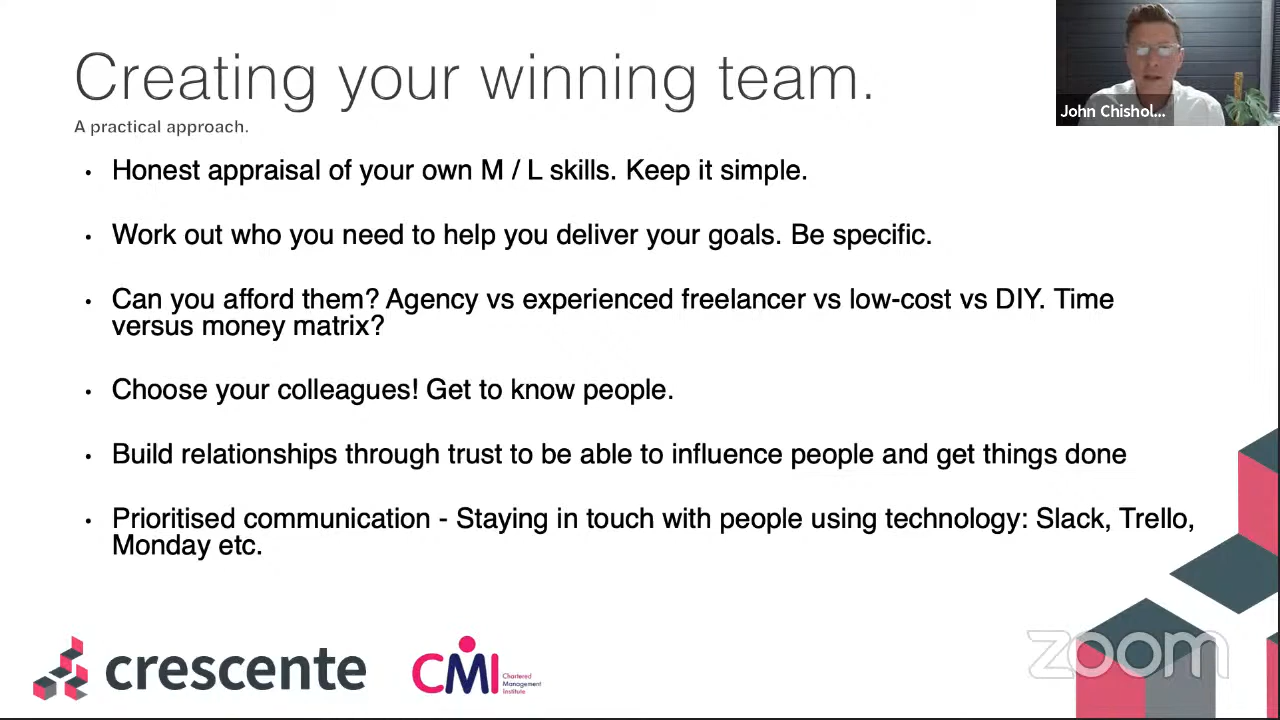 Creating your winning team.
A practical approach.
John Chishol...
• Honest appraisal of your own M / L skills. Keep it simple.
• Work out who you need to help you deliver your goals. Be specific.
• Can you afford them? Agency vs experienced freelancer vs low-cost vs DIY. Time
versus money matrix?
• Choose your colleagues! Get to know people.
• Build relationships through trust to be able to influence people and get things done
• Prioritised communication - Staying in touch with people using technology: Slack, Trello,
Monday etc.
crescente
CMI
Chartered
Management
Institute
zoom